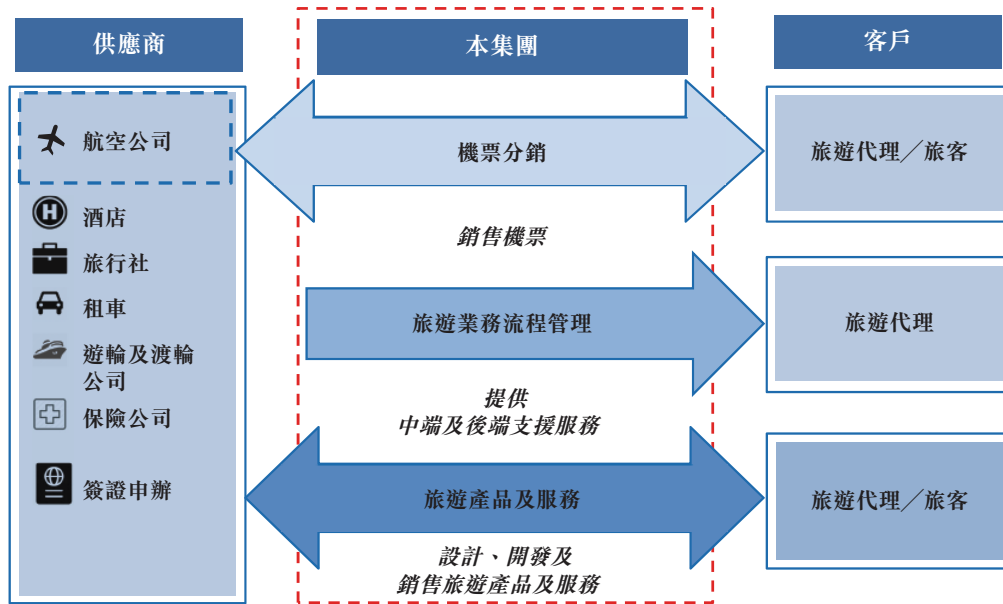 供應商
本集團
客戶
航空公司
酒店
旅行社
租車
遊輪及渡輪
公司
保險公司
簽證申辦
機票分銷
銷售機票
旅遊業務流程管理
提供
中端及後端支援服務
旅遊產品及服務
設計、開發及
銷售旅遊產品及服務
旅遊代理／旅客
旅遊代理
旅遊代理／旅客
H